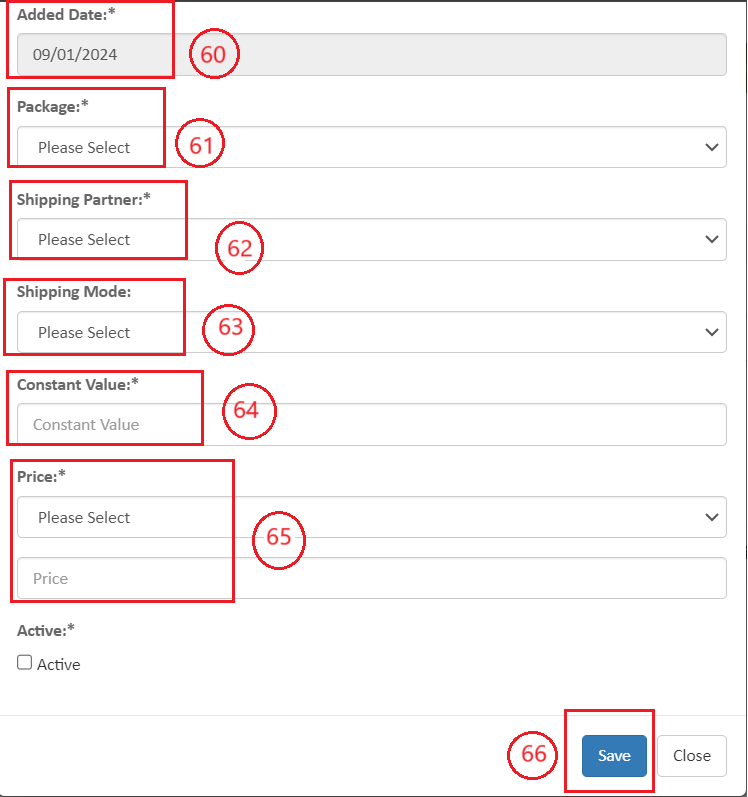 Added Date:*
09/01/2024
60
Package:*
Please Select
61
Shipping Partner:*
Please Select
62
Shipping Mode:
Please Select
63
Constant Value:*
Constant Value
64
Price:*
Please Select
65
Price
Active:*
Active
66
Save
Close